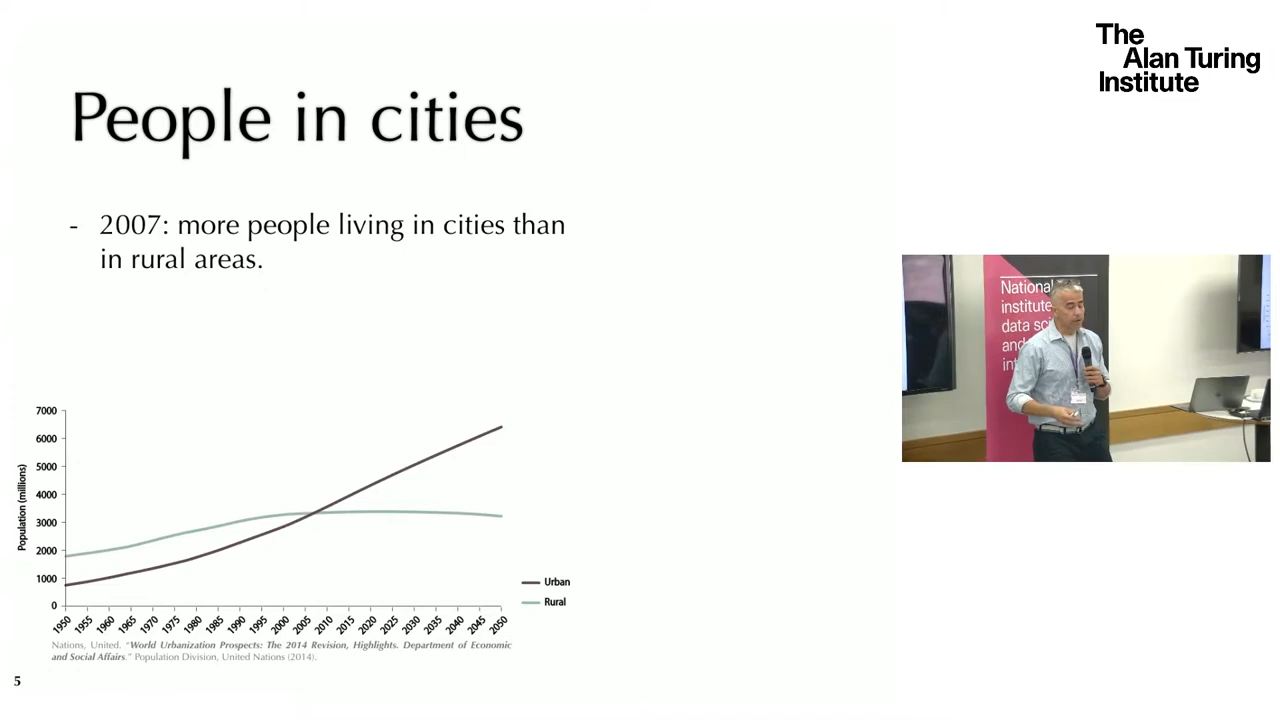 The
Alan Turing
Institute
People in cities
- 2007: more people living in cities than
in rural areas.
National
institute
data sci
and
int
7000
6000
5000
4000
3000
2000
1000
0
Population (millions)
1950 1955 1960 1965 1970 1975 1980 1985 1990 1995 2000 2005 2010 2015 2020 2025 2030 2035 2040 2045 2050
Urban
Rural
Nations, United. "World Urbanization Prospects: The 2014 Revision, Highlights. Department of Economic
and Social Affairs." Population Division, United Nations (2014).
5